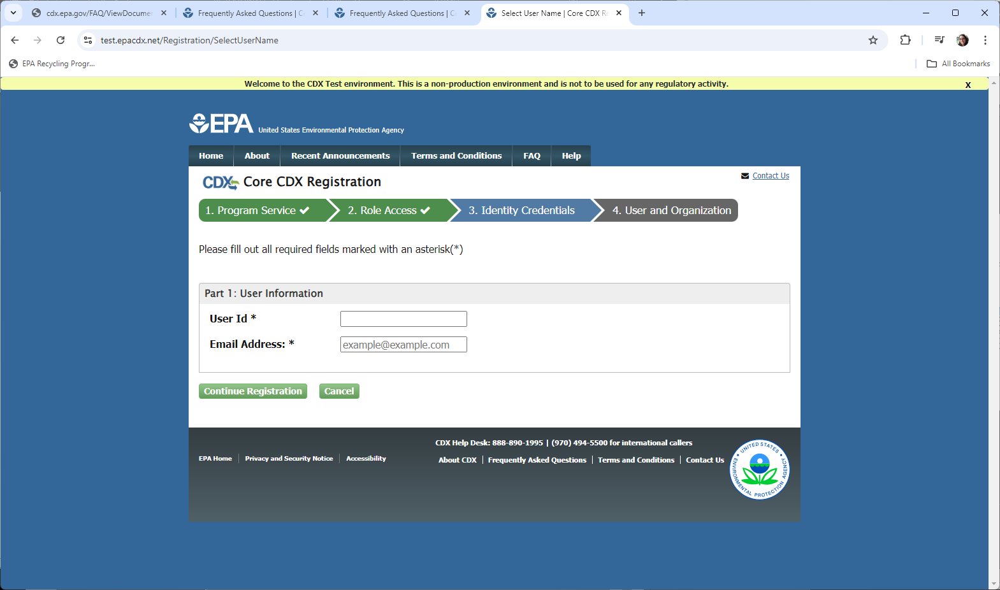 cdx.epa.gov/FAQ/ViewDocume
Frequently Asked Questions | C
Frequently Asked Questions | C
Select User Name | Core CDX R
test.epacdx.net/Registration/SelectUserName
EPA Recycling Progr...
All Bookmarks
Welcome to the CDX Test environment. This is a non-production environment and is not to be used for any regulatory activity.
X
EPA United States Environmental Protection Agency
Home About Recent Announcements Terms and Conditions FAQ Help
Contact Us
CDX Core CDX Registration
1. Program Service 2. Role Access 3. Identity Credentials 4. User and Organization
Please fill out all required fields marked with an asterisk(*)
Part 1: User Information
User Id *
Email Address: * example@example.com
Continue Registration Cancel
CDX Help Desk: 888-890-1995 | (970) 494-5500 for international callers
EPA Home Privacy and Security Notice Accessibility
About CDX Frequently Asked Questions Terms and Conditions Contact Us
UNITED STATES
ENVIRONMENTAL PROTECTION AGENCY